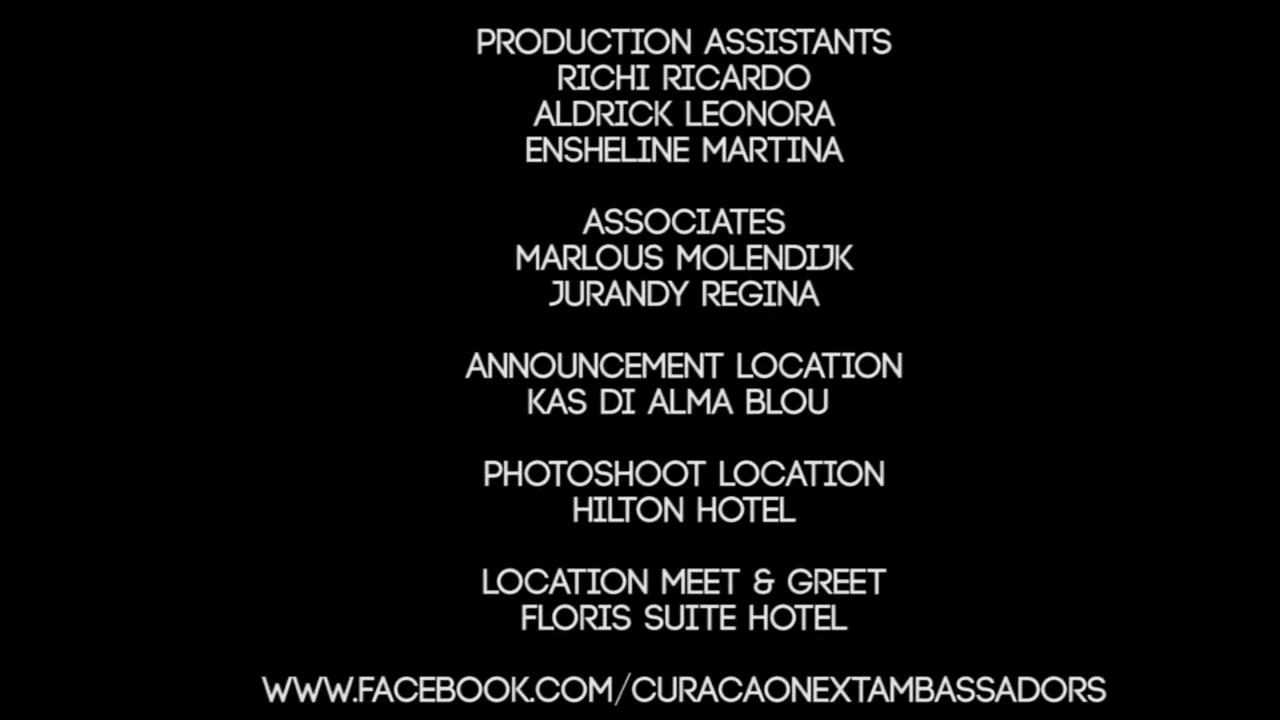 PRODUCTION ASSISTANTS
RICHI RICARDO
ALDRICK LEONORA
ENSHELINE MARTINA
ASSOCIATES
MARLOUS MOLENDIJK
JURANDY REGINA
ANNOUNCEMENT LOCATION
KAS DI ALMA BLOU
PHOTOSHOOT LOCATION
HILTON HOTEL
LOCATION MEET & GREET
FLORIS SUITE HOTEL
WWW.FACEBOOK.COM/CURACAONEXTAMBASSADORS